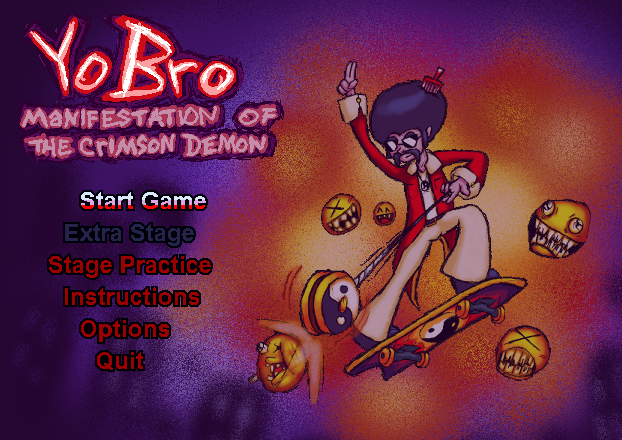 YoBro
MANIFESTATION OF
THE CRIMSON DEMON
Start Game
Extra Stage
Stage Practice
Instructions
Options
Quit